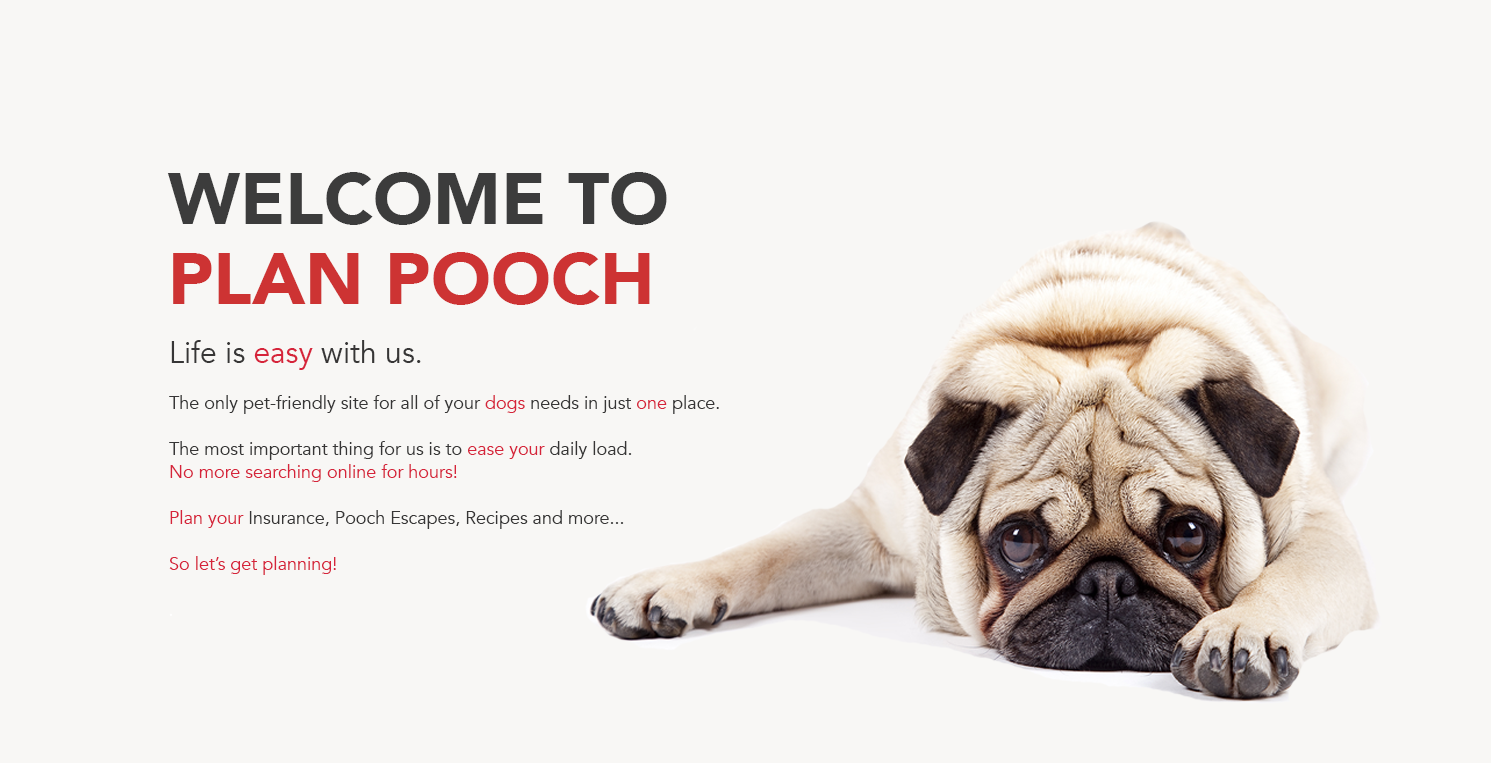 WELCOME TO
PLAN POOCH
Life is easy with us.
The only pet-friendly site for all of your dogs needs in just one place.
The most important thing for us is to ease your daily load.
No more searching online for hours!
Plan your Insurance, Pooch Escapes, Recipes and more...
So let’s get planning!